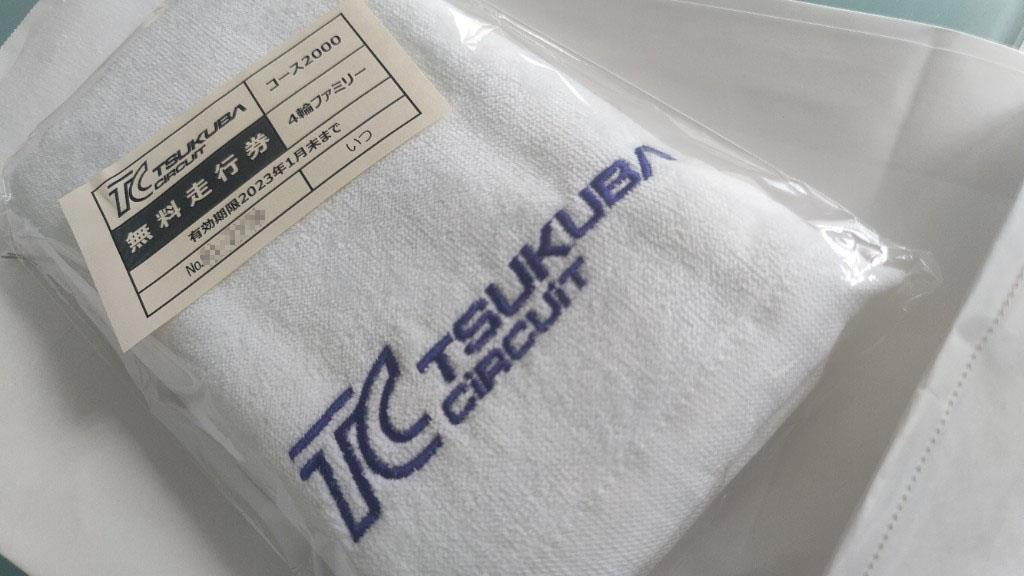 TC TSUKUBA
CiRCUiT
無料走行券
有効期限2023年1月末まで
No.
コース2000
4輪ファミリー
いつ
TC TSUKUBA
CiRCUiT